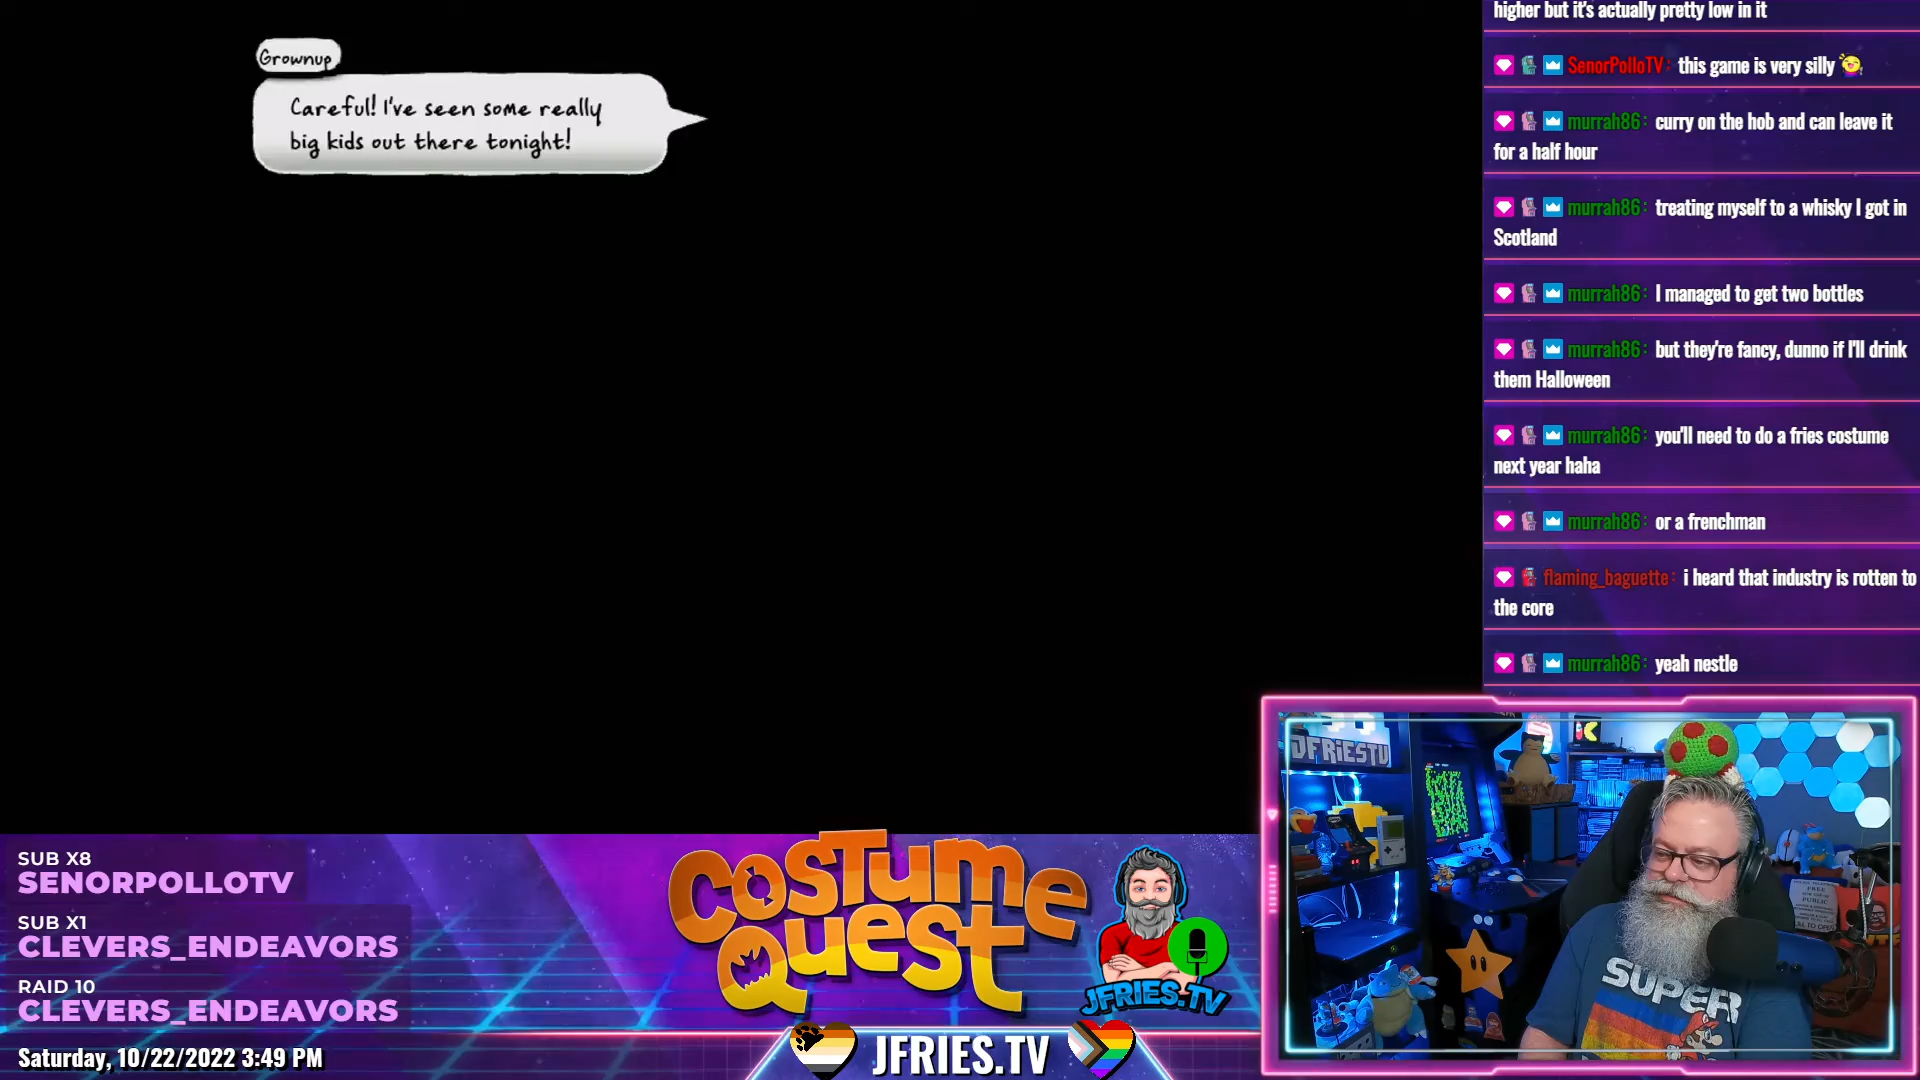 Grownup
Careful! I've seen some really
big kids out there tonight!
higher but it's actually pretty low in it
SenorPolloTV: this game is very silly
murrah86: curry on the hob and can leave it
for a half hour
murrah86: treating myself to a whisky I got in
Scotland
murrah86: I managed to get two bottles
murrah86: but they're fancy, dunno if I'll drink
them Halloween
murrah86: you'll need to do a fries costume
next year haha
murrah86: or a frenchman
flaming_baguette: i heard that industry is rotten to
the core
murrah86: yeah nestle
SUB X8
SENORPOLLOTV
SUB X1
CLEVERS_ENDEAVORS
RAID 10
CLEVERS_ENDEAVORS
Saturday, 10/22/2022 3:49 PM
Costume
Quest
JFRIES.TV
JFRIES.TV
JFRIESTV
SUPER